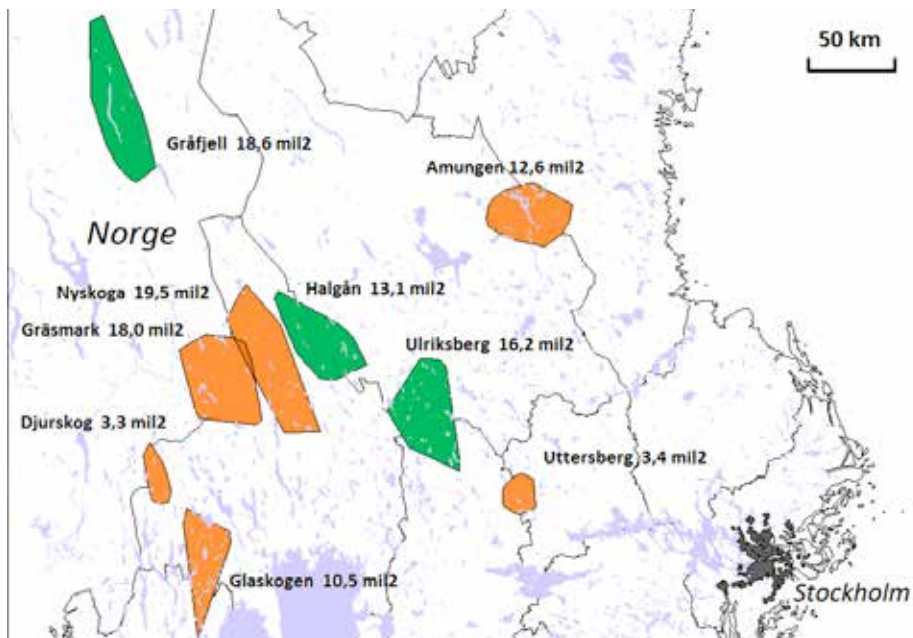 50 km
Gråfjell 18,6 mil2
Amungen 12,6 mil2
Norge
Nyskoga 19,5 mil2
Halgån 13,1 mil2
Gräsmark 18,0 mil2
Ulriksberg 16,2 mil2
Djurskog 3,3 mil2
Uttersberg 3,4 mil2
Glaskogen 10,5 mil2
Stockholm